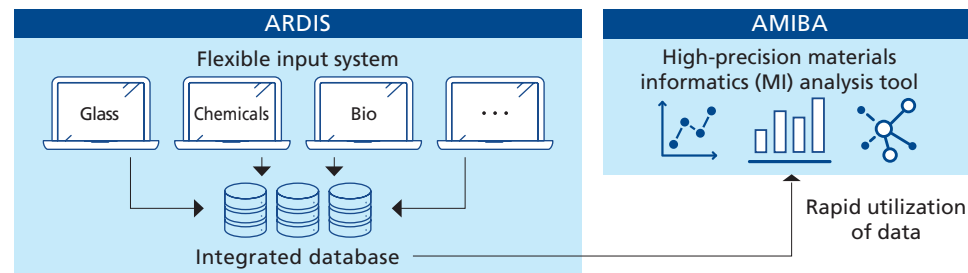 ARDIS
Flexible input system
Glass
Chemicals
Bio
...
Integrated database
AMIBA
High-precision materials
informatics (MI) analysis tool
Rapid utilization
of data